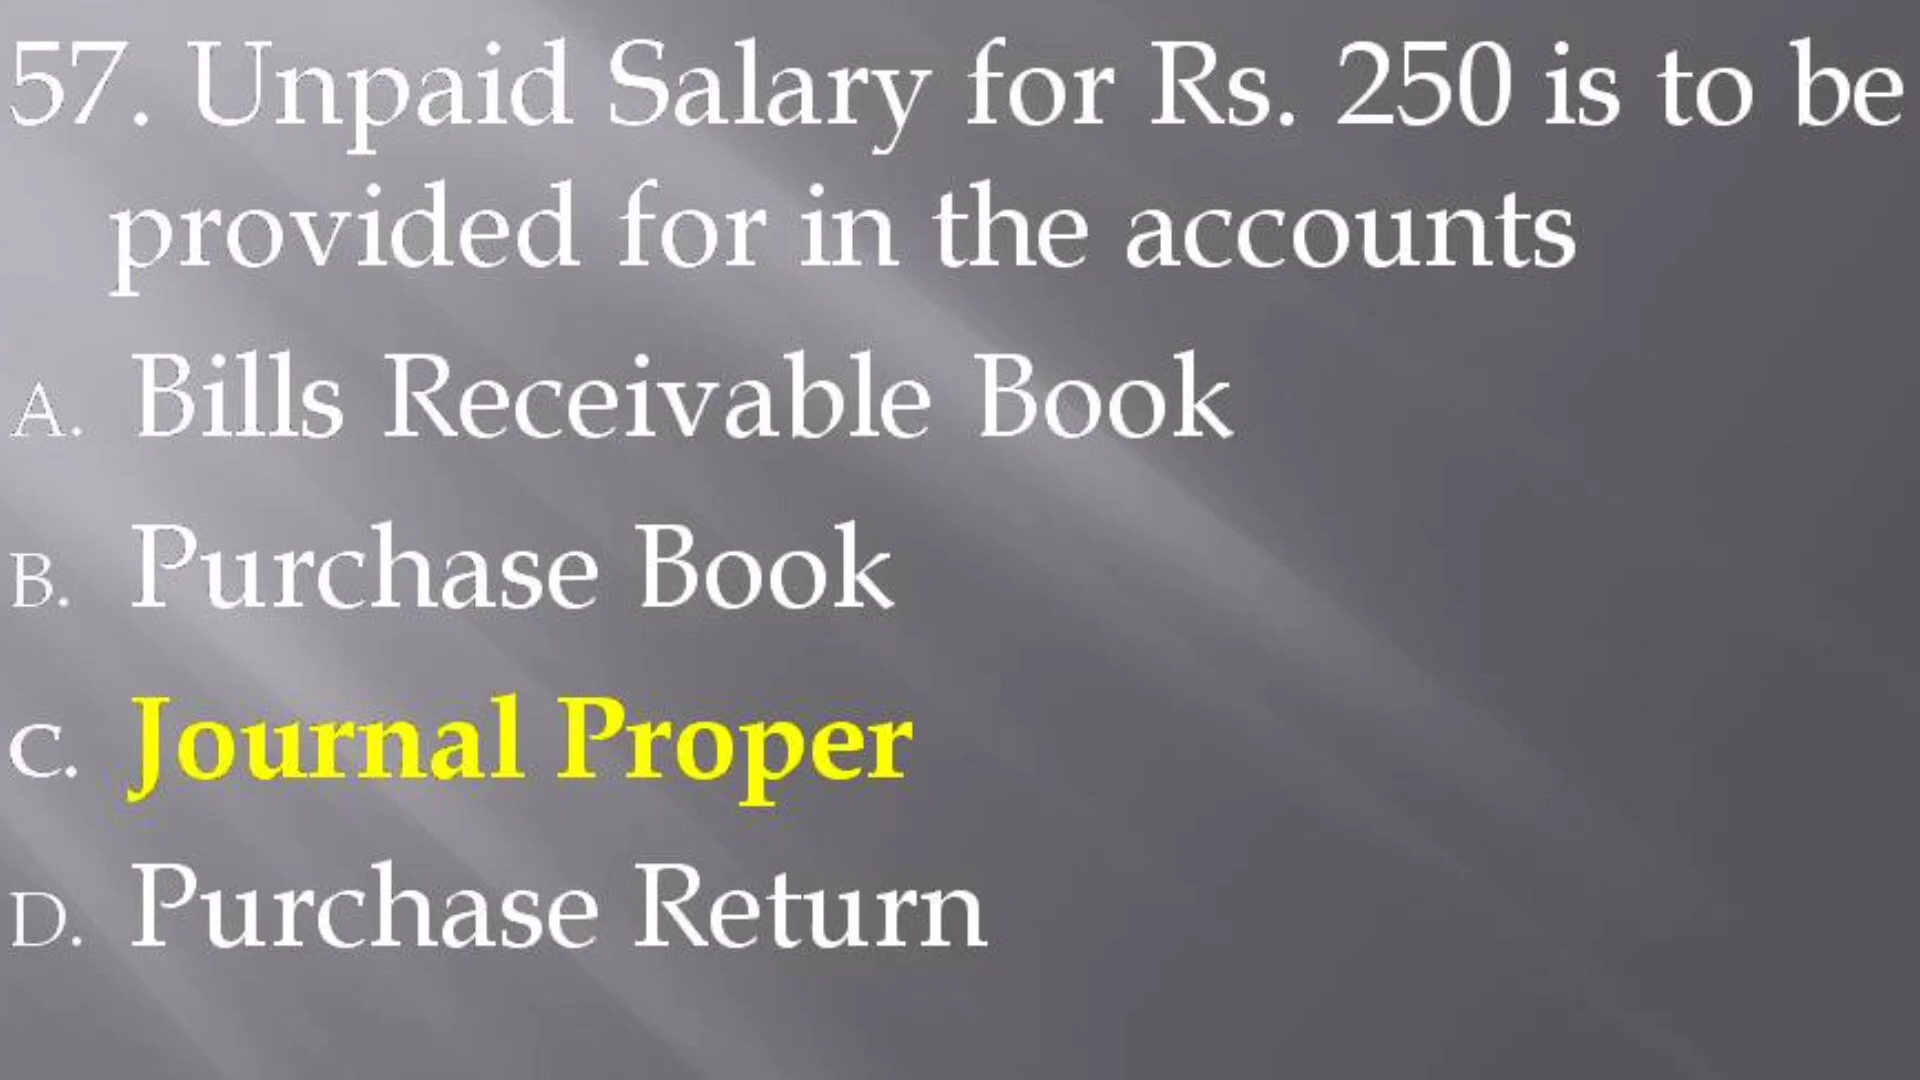 57. Unpaid Salary for Rs. 250 is to be
provided for in the accounts
A. Bills Receivable Book
B. Purchase Book
C. Journal Proper
D. Purchase Return